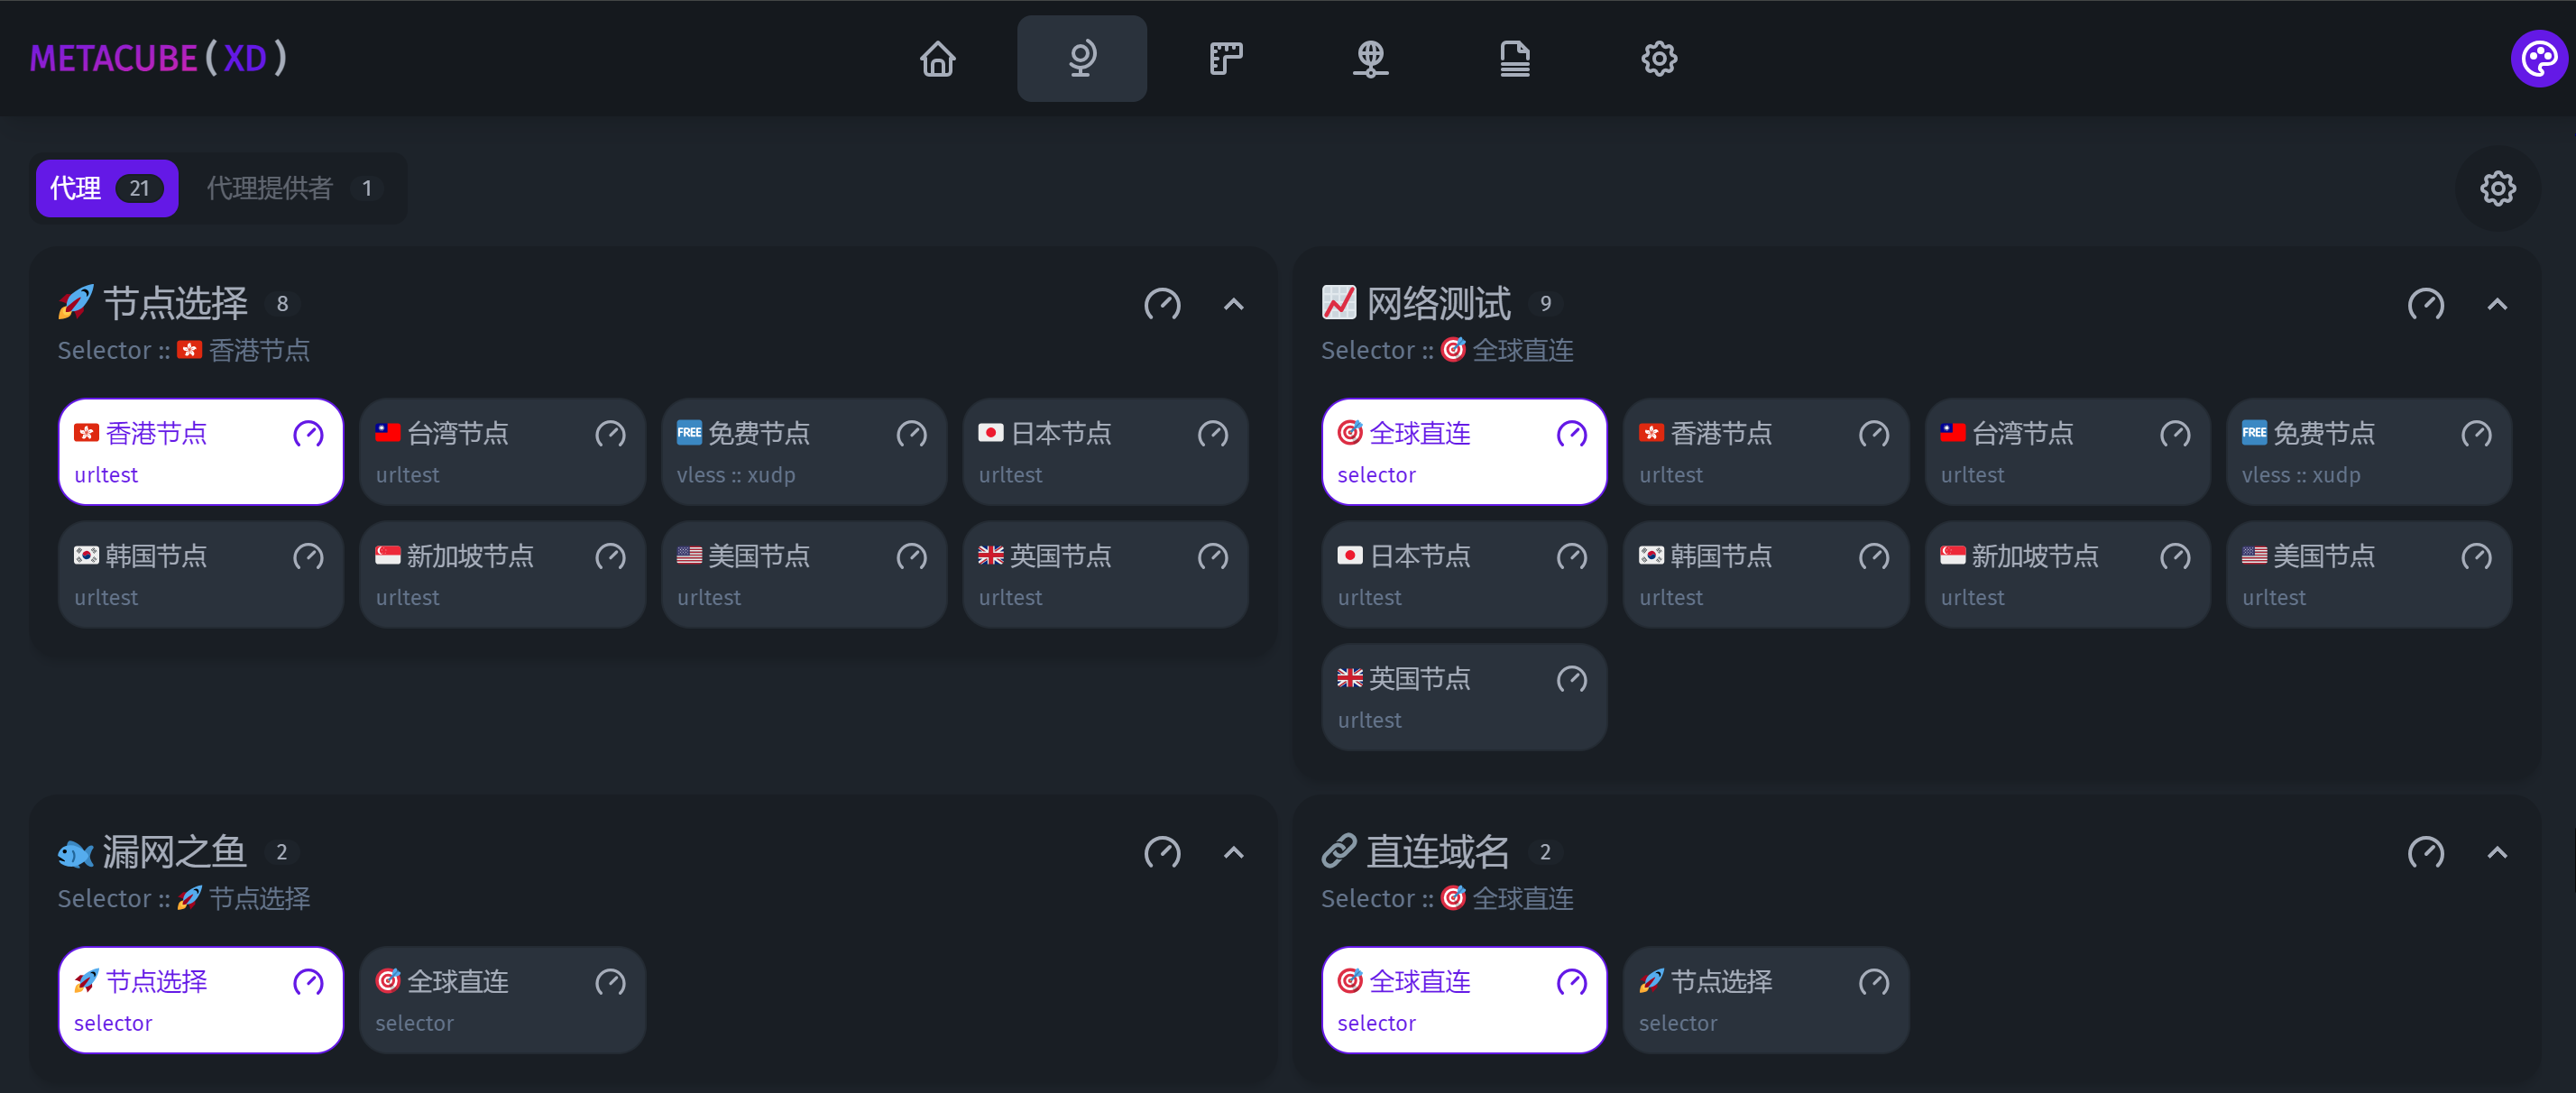 METACUBE(XD)
代理 21 代理提供者 1
🚀 节点选择 8
Selector :: 🇭🇰 香港节点
🇭🇰 香港节点
urltest
🇹🇼 台湾节点
urltest
🆓 免费节点
vless :: xudp
🇯🇵 日本节点
urltest
🇰🇷 韩国节点
urltest
🇸🇬 新加坡节点
urltest
🇺🇸 美国节点
urltest
🇬🇧 英国节点
urltest
📈 网络测试 9
Selector :: 🎯 全球直连
🎯 全球直连
selector
🇭🇰 香港节点
urltest
🇹🇼 台湾节点
urltest
🆓 免费节点
vless :: xudp
🇯🇵 日本节点
urltest
🇰🇷 韩国节点
urltest
🇸🇬 新加坡节点
urltest
🇺🇸 美国节点
urltest
🇬🇧 英国节点
urltest
🐟 漏网之鱼 2
Selector :: 🚀 节点选择
🚀 节点选择
selector
🎯 全球直连
selector
🔗 直连域名 2
Selector :: 🎯 全球直连
🎯 全球直连
selector
🚀 节点选择
selector